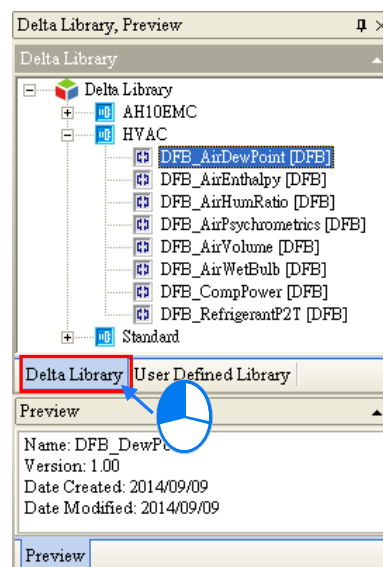 Delta Library, Preview
Delta Library
Delta Library
AH10EMC
HVAC
DFB_AirDewPoint [DFB]
DFB_AirEnthalpy [DFB]
DFB_AirHumRatio [DFB]
DFB_AirPsychrometrics [DFB]
DFB_AirVolume [DFB]
DFB_AirWetBulb [DFB]
DFB_CompPower [DFB]
DFB_RefrigerantP2T [DFB]
Standard
Delta Library User Defined Library
Preview
Name: DFB_DewP
Version: 1.00
Date Created: 2014/09/09
Date Modified: 2014/09/09
Preview